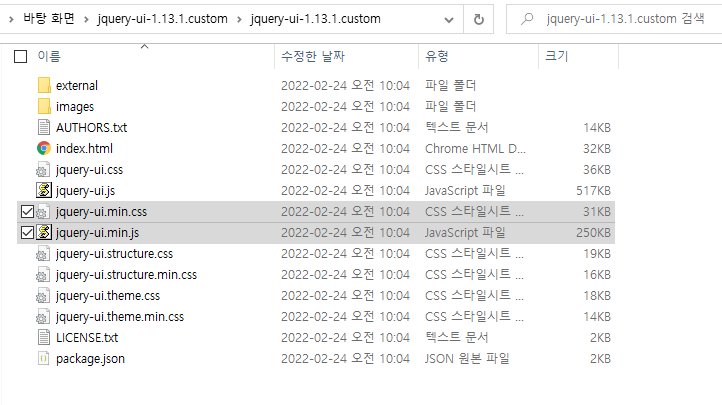 바탕 화면 > jquery-ui-1.13.1.custom > jquery-ui-1.13.1.custom
jquery-ui-1.13.1.custom 검색
이름 수정한 날짜 유형 크기
external 2022-02-24 오전 10:04 파일 폴더
images 2022-02-24 오전 10:04 파일 폴더
AUTHORS.txt 2022-02-24 오전 10:04 텍스트 문서 14KB
index.html 2022-02-24 오전 10:04 Chrome HTML D... 32KB
jquery-ui.css 2022-02-24 오전 10:04 CSS 스타일시트 ... 36KB
jquery-ui.js 2022-02-24 오전 10:04 JavaScript 파일 517KB
jquery-ui.min.css 2022-02-24 오전 10:04 CSS 스타일시트 ... 31KB
jquery-ui.min.js 2022-02-24 오전 10:04 JavaScript 파일 250KB
jquery-ui.structure.css 2022-02-24 오전 10:04 CSS 스타일시트 ... 19KB
jquery-ui.structure.min.css 2022-02-24 오전 10:04 CSS 스타일시트 ... 16KB
jquery-ui.theme.css 2022-02-24 오전 10:04 CSS 스타일시트 ... 18KB
jquery-ui.theme.min.css 2022-02-24 오전 10:04 CSS 스타일시트 ... 14KB
LICENSE.txt 2022-02-24 오전 10:04 텍스트 문서 2KB
package.json 2022-02-24 오전 10:04 JSON 원본 파일 2KB